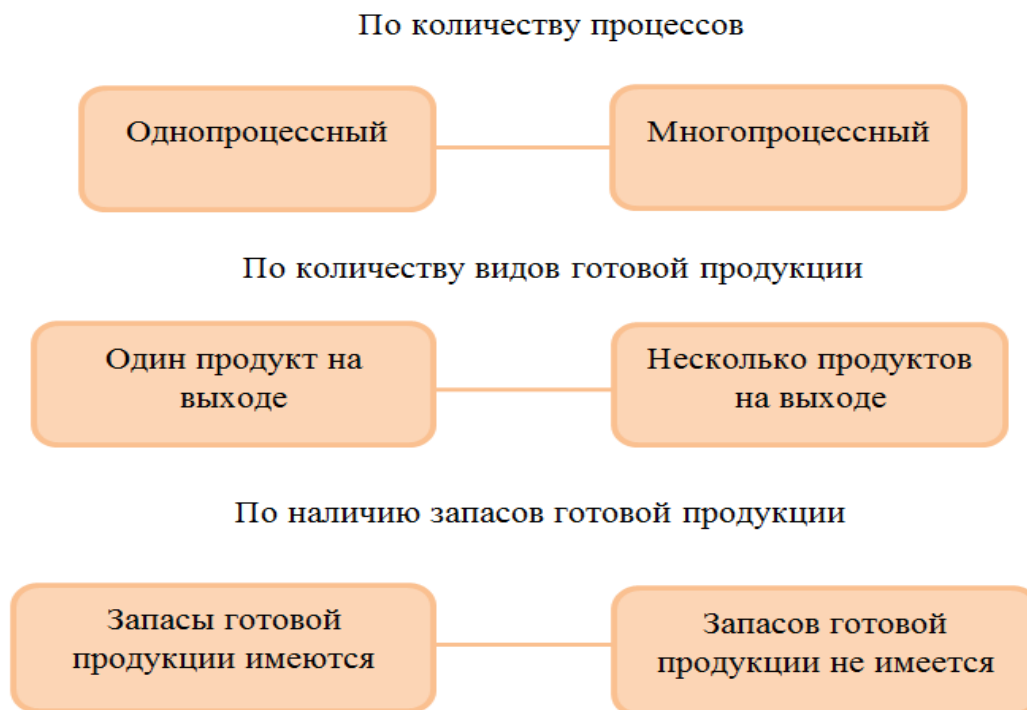 По количеству процессов
Однопроцессный
Многопроцессный
По количеству видов готовой продукции
Один продукт на
выходе
Несколько продуктов
на выходе
По наличию запасов готовой продукции
Запасы готовой
продукции имеются
Запасов готовой
продукции не имеется